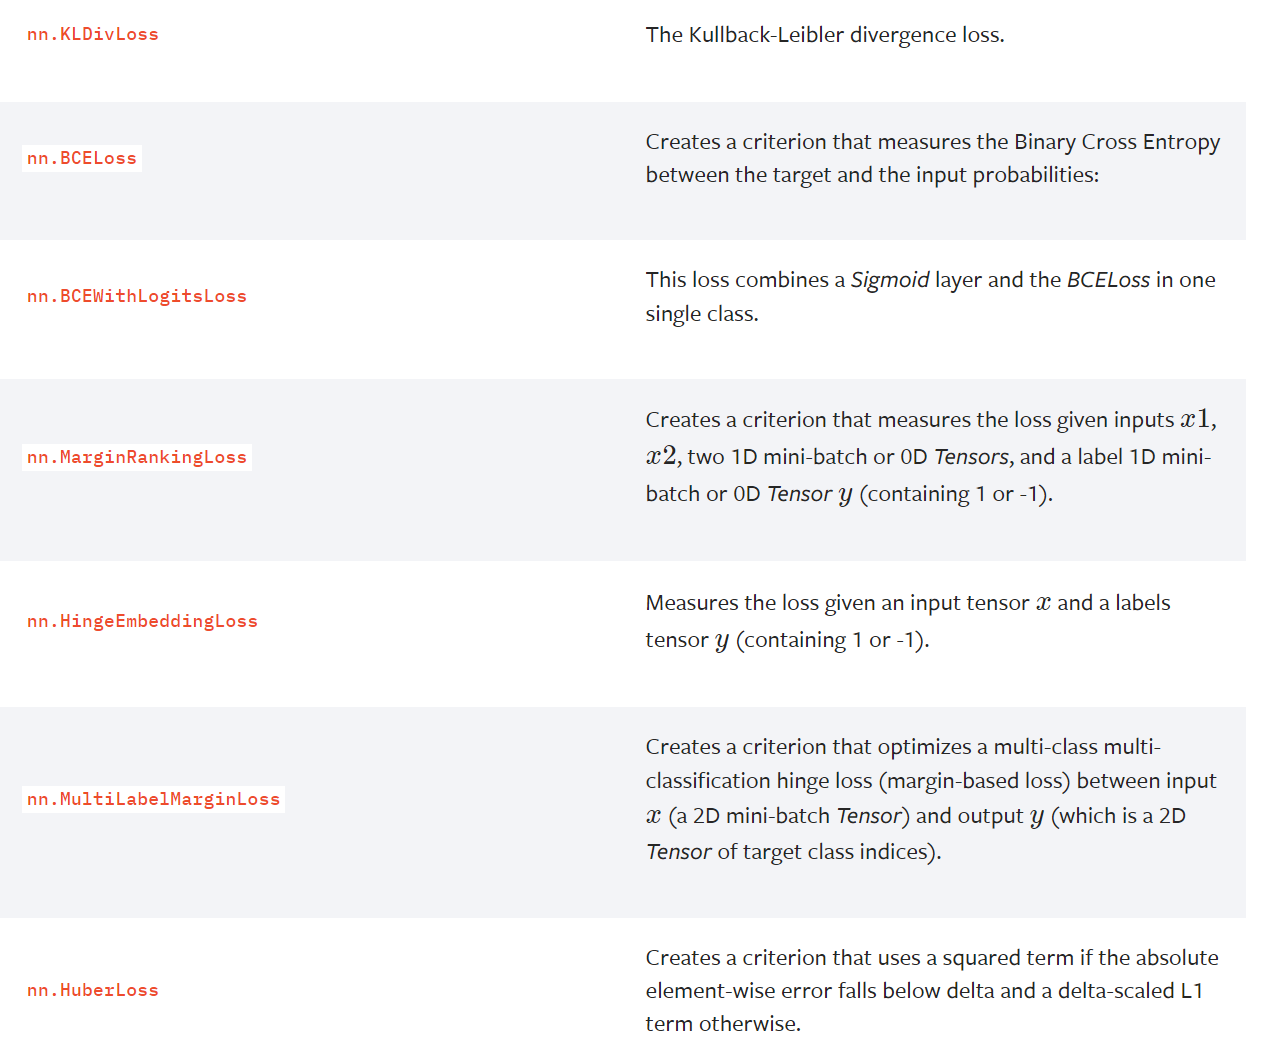 nn.KLDivLoss
The Kullback-Leibler divergence loss.
nn.BCELoss
Creates a criterion that measures the Binary Cross Entropy
between the target and the input probabilities:
nn.BCEWithLogitsLoss
This loss combines a Sigmoid layer and the BCELoss in one
single class.
nn.MarginRankingLoss
Creates a criterion that measures the loss given inputs x1,
x2, two 1D mini-batch or 0D Tensors, and a label 1D mini-
batch or 0D Tensor y (containing 1 or -1).
nn.HingeEmbeddingLoss
Measures the loss given an input tensor x and a labels
tensor y (containing 1 or -1).
nn.MultiLabelMarginLoss
Creates a criterion that optimizes a multi-class multi-
classification hinge loss (margin-based loss) between input
x (a 2D mini-batch Tensor) and output y (which is a 2D
Tensor of target class indices).
nn.HuberLoss
Creates a criterion that uses a squared term if the absolute
element-wise error falls below delta and a delta-scaled L1
term otherwise.